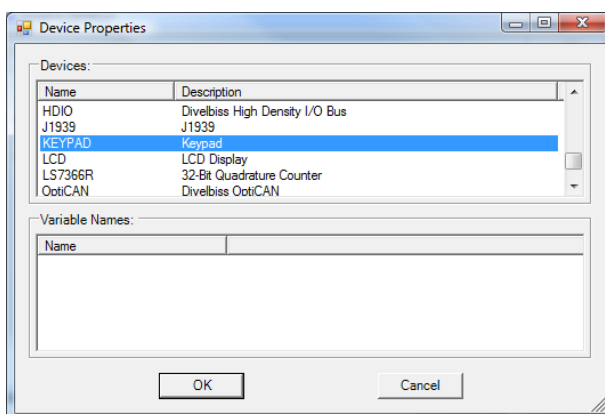 Device Properties
Devices:
Name Description
HDIO Divelbiss High Density I/O Bus
J1939 J1939
KEYPAD Keypad
LCD LCD Display
LS7366R 32-Bit Quadrature Counter
OptiCAN Divelbiss OptiCAN
Variable Names:
Name
OK Cancel